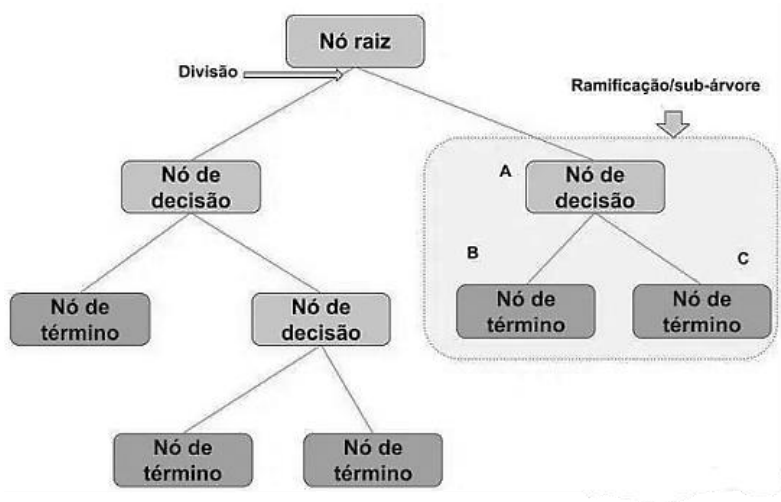 Nó raiz
Divisão
Ramificação/sub-árvore
Nó de
decisão
A
Nó de
decisão
B
C
Nó de
término
Nó de
decisão
Nó de
término
Nó de
término
Nó de
término
Nó de
término